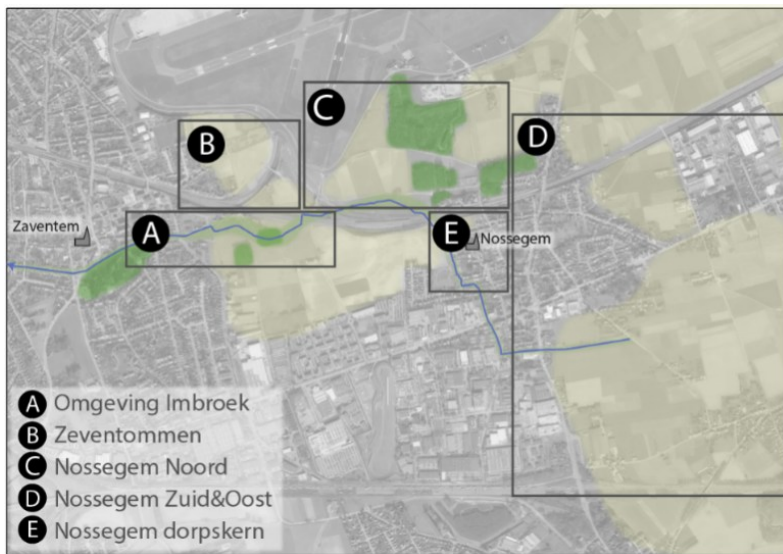 C
B
D
Zaventem
A
E
Nossegem
A Omgeving Imbroek
B Zeventommen
C Nossegem Noord
D Nossegem Zuid&Oost
E Nossegem dorpskern